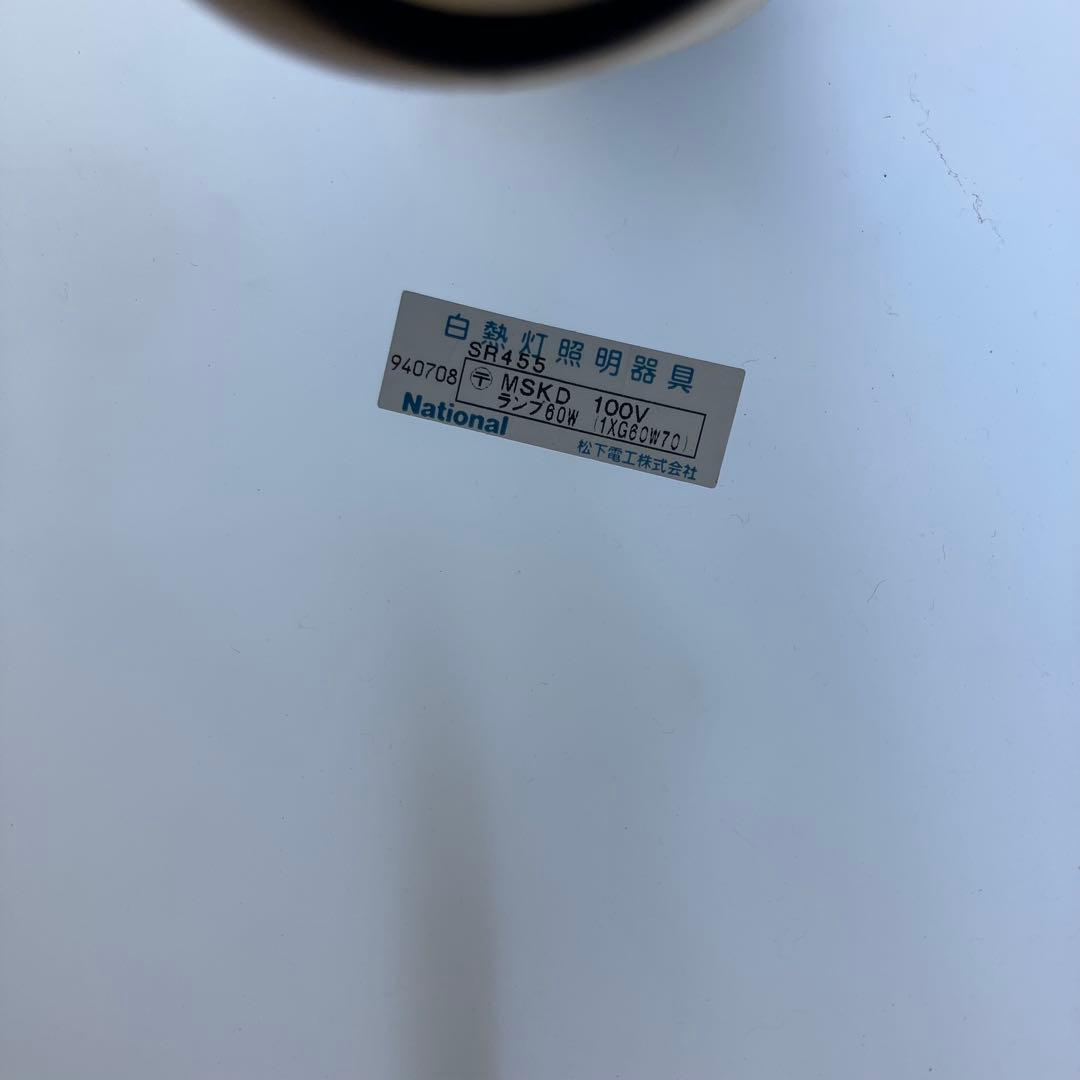 白熱灯照明器具
SR455
940708 〒 MSKD 100V
ランプ60W (1XG60W70)
National
松下電工株式会社